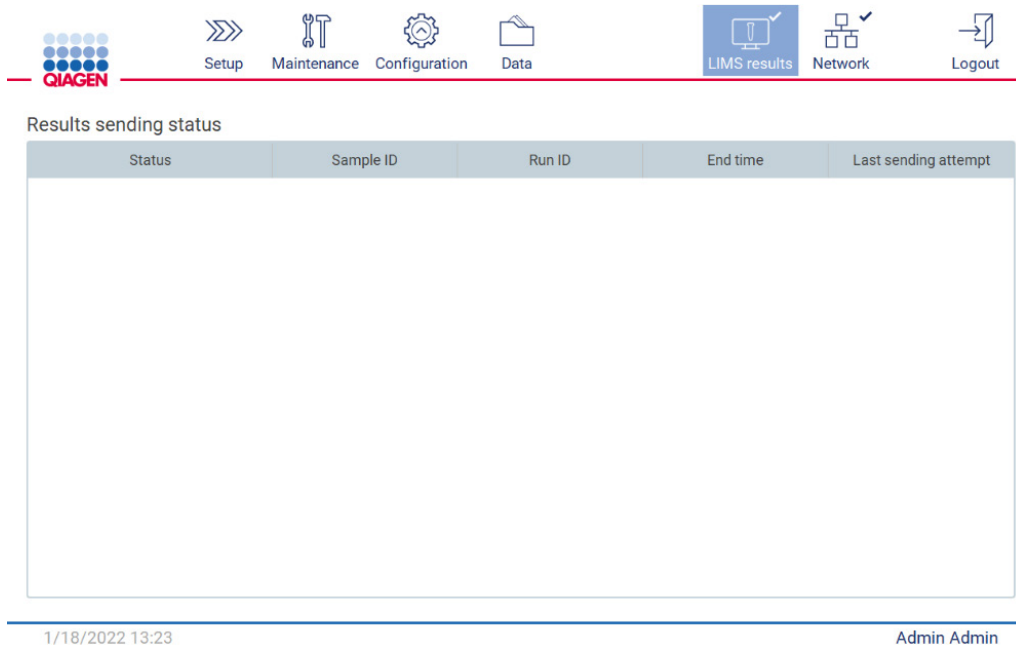 QIAGEN
Setup Maintenance Configuration Data LIMS results Network Logout
Results sending status
Status Sample ID Run ID End time Last sending attempt
1/18/2022 13:23 Admin Admin